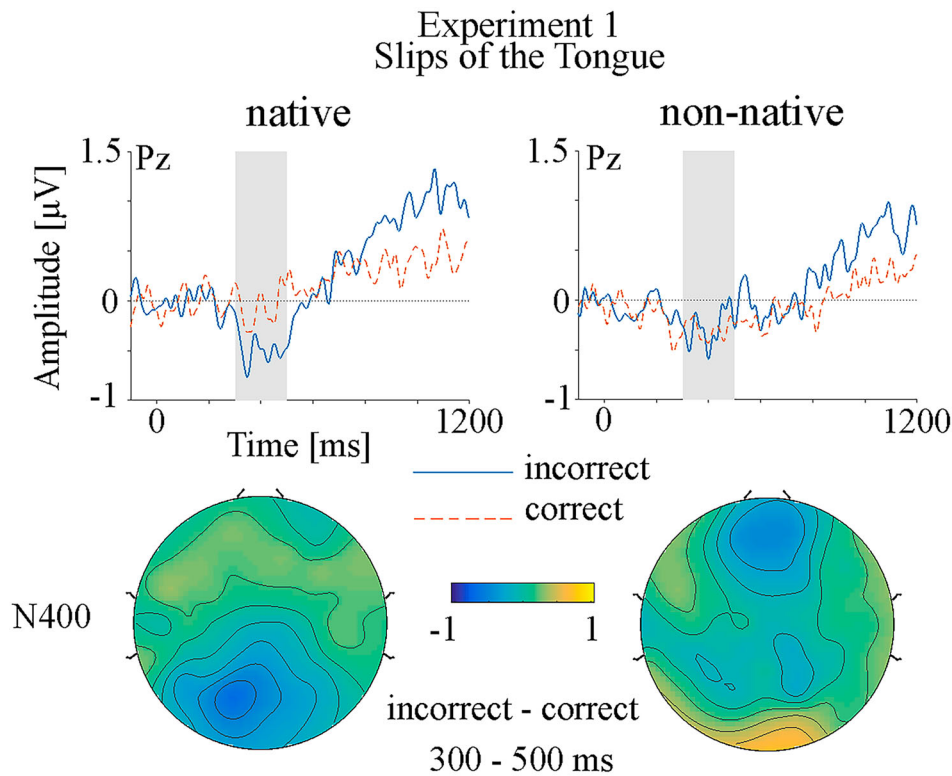 Experiment 1
Slips of the Tongue
native
non-native
1.5
Pz
0
-1
Amplitude [µV]
0
1200
Time [ms]
1.5
Pz
0
-1
0
1200
incorrect
correct
N400
-1
1
incorrect - correct
300 - 500 ms